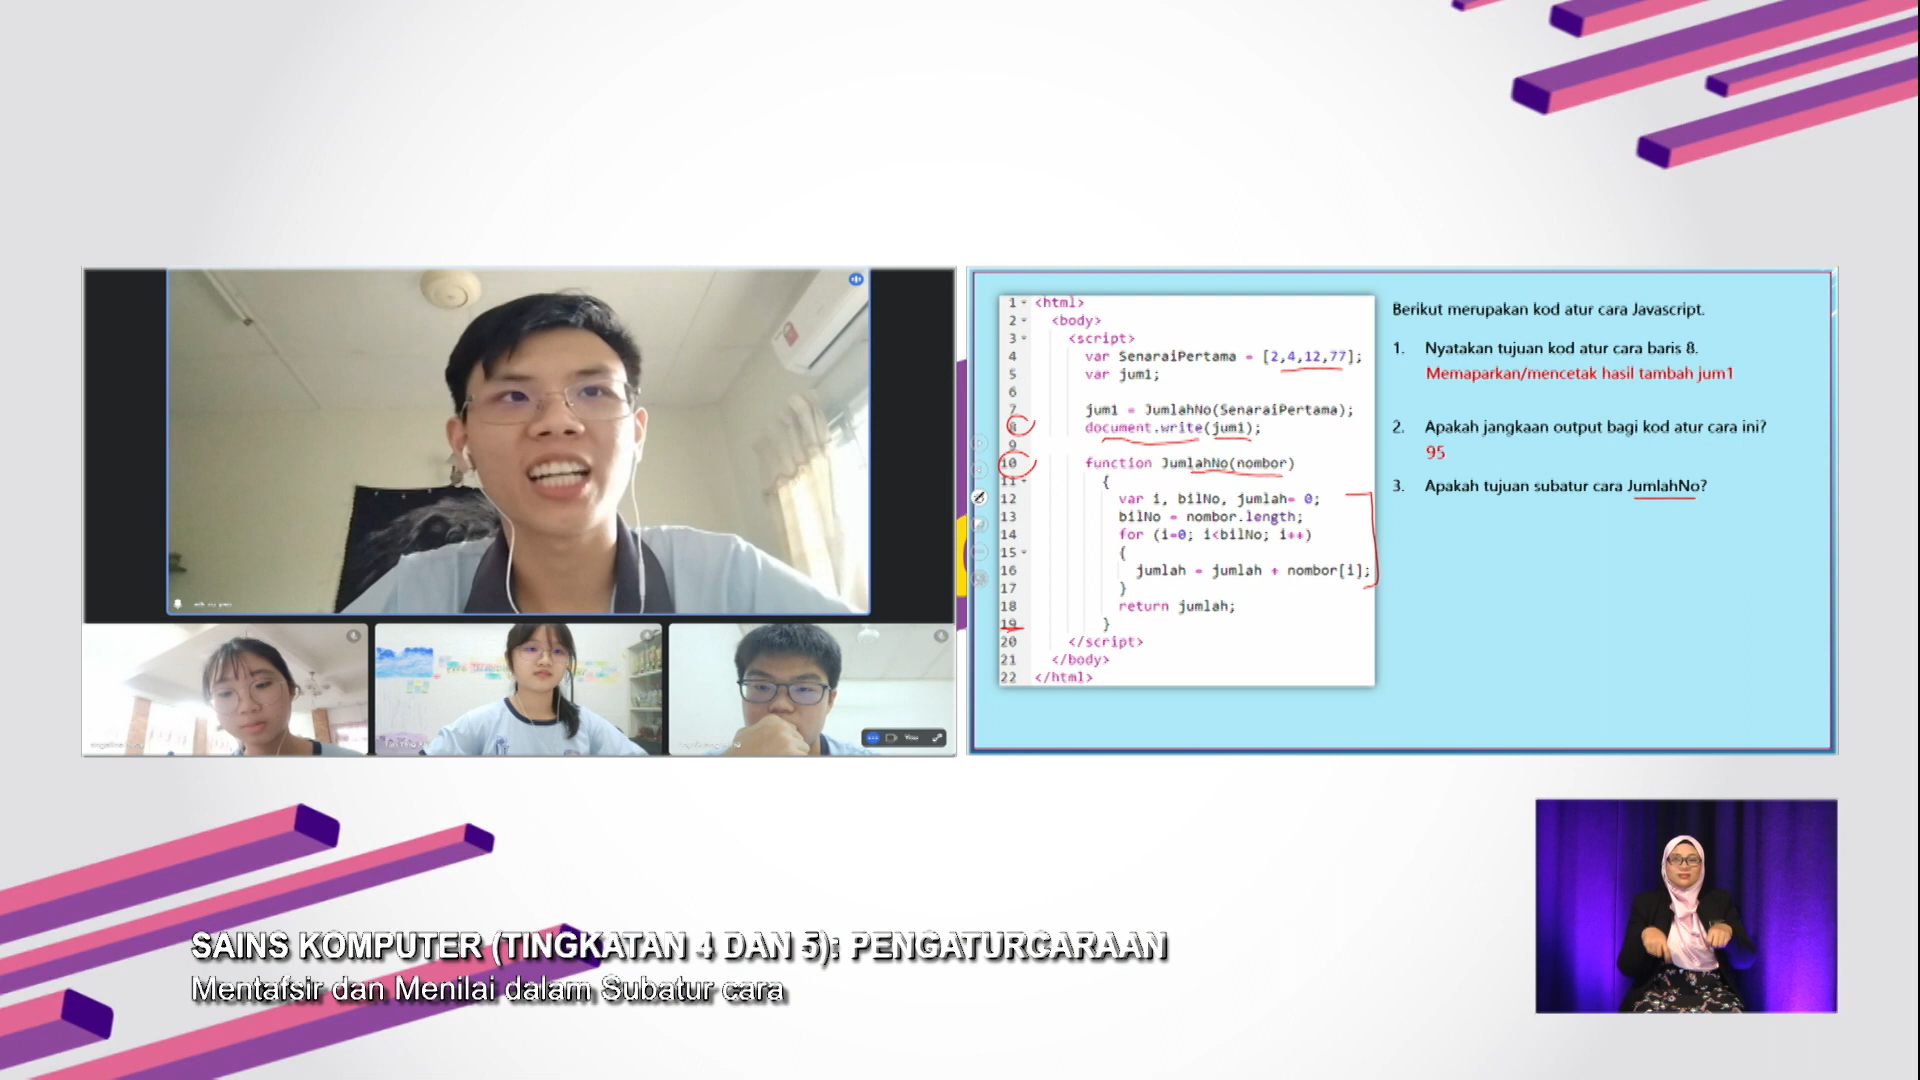 1 <html>
2 <body>
3 <script>
4 var SenaraiPertama = [2,4,12,77];
5 var jum1;
6
7 jum1 = JumlahNo(SenaraiPertama);
8 document.write(jum1);
9
10 function JumlahNo(nombor)
11 {
12 var i, bilNo, jumlah= 0;
13 bilNo = nombor.length;
14 for (i=0; i<bilNo; i++)
15 {
16 jumlah = jumlah + nombor[i];
17 }
18 return jumlah;
19 }
20 </script>
21 </body>
22 </html>
Berikut merupakan kod atur cara Javascript.
1. Nyatakan tujuan kod atur cara baris 8.
Memaparkan/mencetak hasil tambah jum1
2. Apakah jangkaan output bagi kod atur cara ini?
95
3. Apakah tujuan subatur cara JumlahNo?
You
SAINS KOMPUTER (TINGKATAN 4 DAN 5): PENGATURCARAAN
Mentafsir dan Menilai dalam Subatur cara